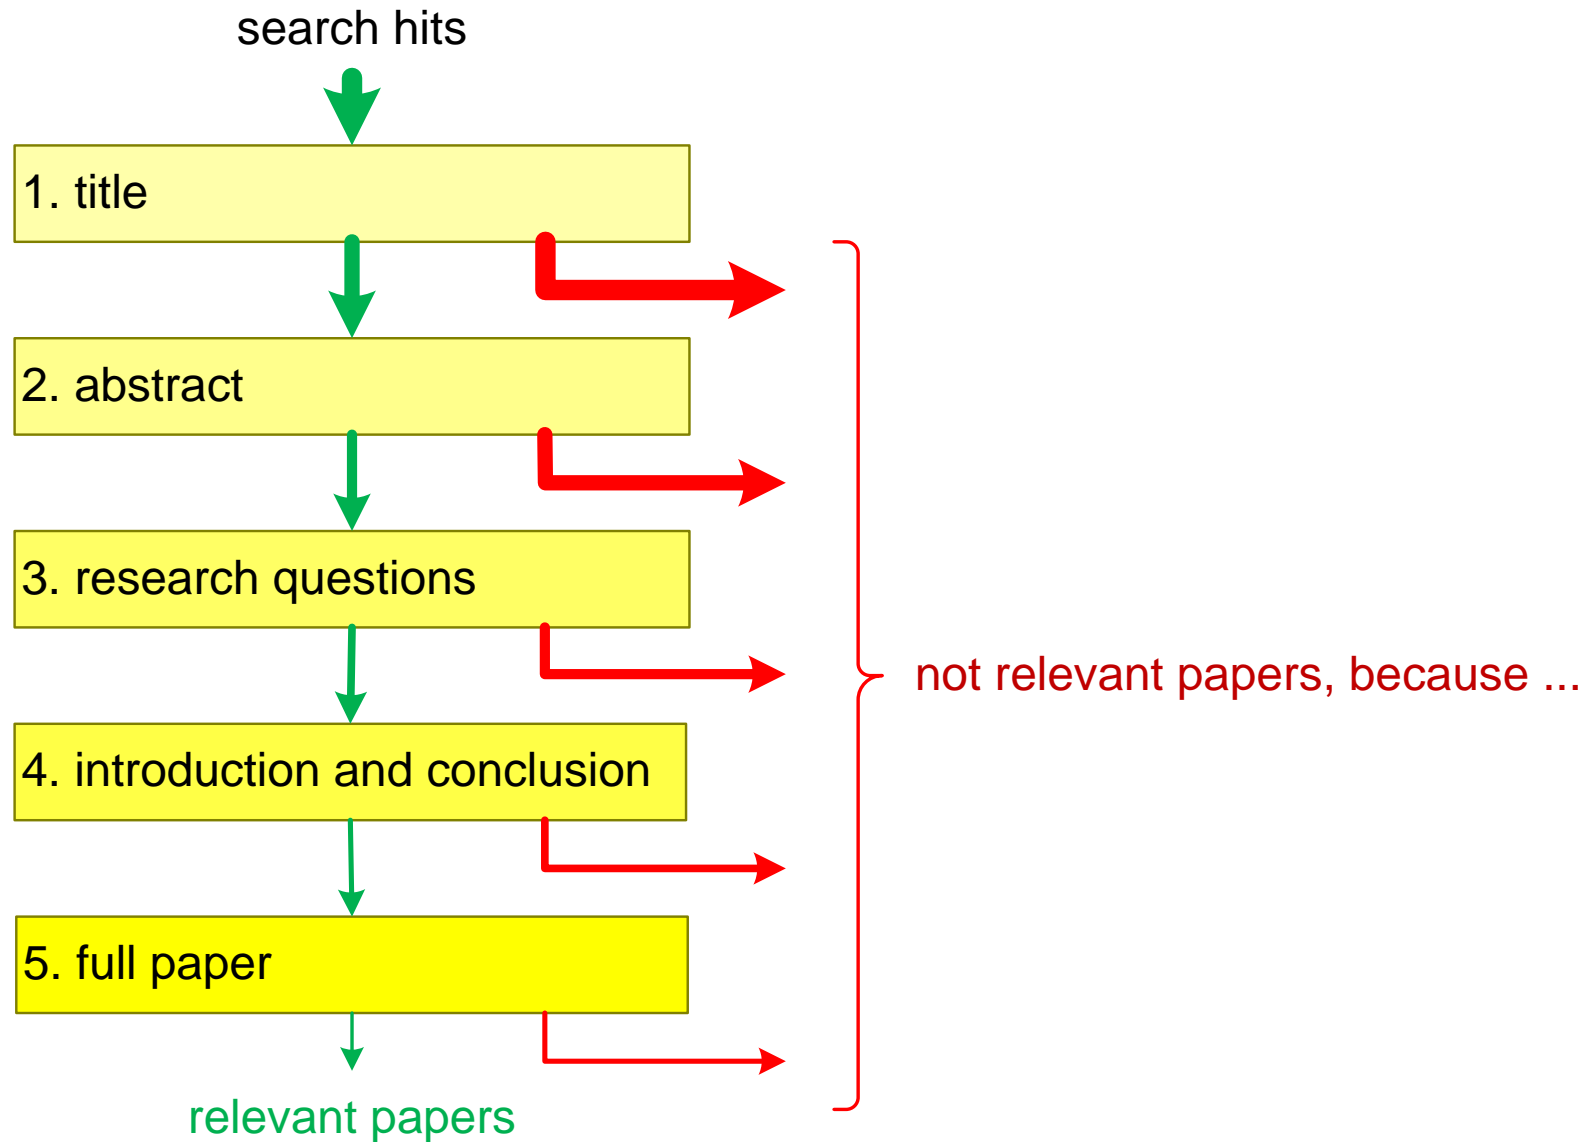 search hits
1. title
2. abstract
3. research questions
not relevant papers, because ...
4. introduction and conclusion
5. full paper
relevant papers